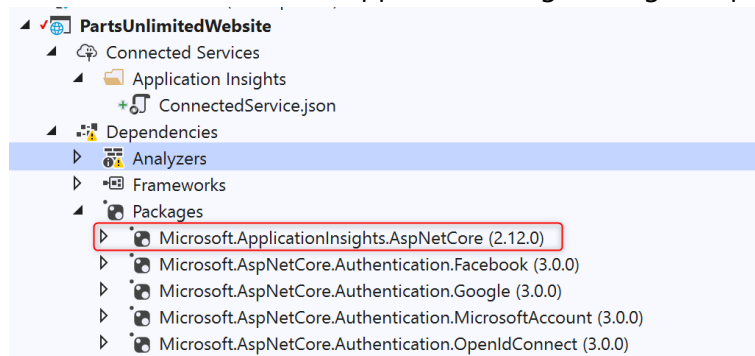 PartsUnlimitedWebsite
Connected Services
Application Insights
ConnectedService.json
Dependencies
Analyzers
Frameworks
Packages
Microsoft.ApplicationInsights.AspNetCore (2.12.0)
Microsoft.AspNetCore.Authentication.Facebook (3.0.0)
Microsoft.AspNetCore.Authentication.Google (3.0.0)
Microsoft.AspNetCore.Authentication.MicrosoftAccount (3.0.0)
Microsoft.AspNetCore.Authentication.OpenIdConnect (3.0.0)